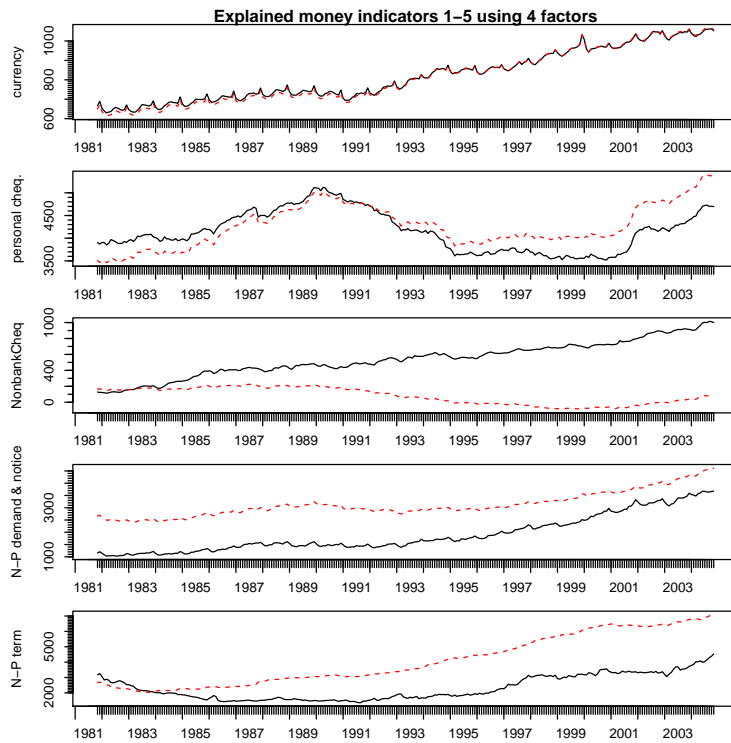 Explained money indicators 1−5 using 4 factors
currency
600 800 1000
1981 1983 1985 1987 1989 1991 1993 1995 1997 1999 2001 2003
personal cheq.
3500 4500
1981 1983 1985 1987 1989 1991 1993 1995 1997 1999 2001 2003
NonbankCheq
0 400 1000
1981 1983 1985 1987 1989 1991 1993 1995 1997 1999 2001 2003
N−P demand & notice
1000 3000
1981 1983 1985 1987 1989 1991 1993 1995 1997 1999 2001 2003
N−P term
2000 5000
1981 1983 1985 1987 1989 1991 1993 1995 1997 1999 2001 2003